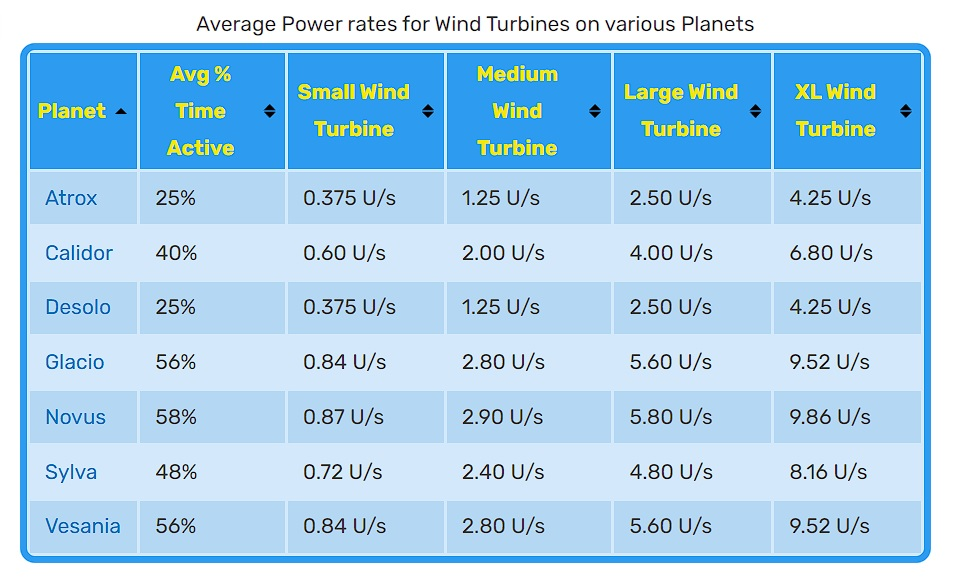 Average Power rates for Wind Turbines on various Planets
Planet Avg % Time Active Small Wind Turbine Medium Wind Turbine Large Wind Turbine XL Wind Turbine
Atrox 25% 0.375 U/s 1.25 U/s 2.50 U/s 4.25 U/s
Calidor 40% 0.60 U/s 2.00 U/s 4.00 U/s 6.80 U/s
Desolo 25% 0.375 U/s 1.25 U/s 2.50 U/s 4.25 U/s
Glacio 56% 0.84 U/s 2.80 U/s 5.60 U/s 9.52 U/s
Novus 58% 0.87 U/s 2.90 U/s 5.80 U/s 9.86 U/s
Sylva 48% 0.72 U/s 2.40 U/s 4.80 U/s 8.16 U/s
Vesania 56% 0.84 U/s 2.80 U/s 5.60 U/s 9.52 U/s